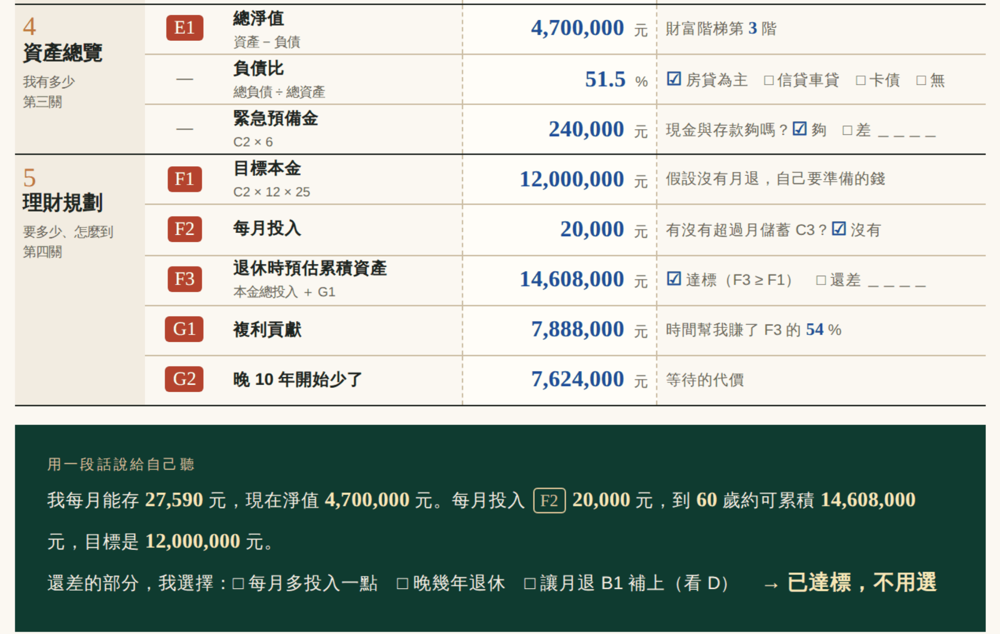 4
資產總覽
我有多少
第三關
E1 總淨值 4,700,000 元 財富階梯第 3 階
資產 − 負債
— 負債比 51.5 % ☑ 房貸為主 □ 信貸車貸 □ 卡債 □ 無
總負債 ÷ 總資產
— 緊急預備金 240,000 元 現金與存款夠嗎？☑ 夠 □ 差 ＿＿＿＿
C2 × 6
5
理財規劃
要多少、怎麼到
第四關
F1 目標本金 12,000,000 元 假設沒有月退，自己要準備的錢
C2 × 12 × 25
F2 每月投入 20,000 元 有沒有超過月儲蓄 C3？☑ 沒有
F3 退休時預估累積資產 14,608,000 元 ☑ 達標（F3 ≥ F1） □ 還差 ＿＿＿＿
本金總投入 ＋ G1
G1 複利貢獻 7,888,000 元 時間幫我賺了 F3 的 54 %
G2 晚 10 年開始少了 7,624,000 元 等待的代價
用一段話說給自己聽
我每月能存 27,590 元，現在淨值 4,700,000 元。每月投入 F2 20,000 元，到 60 歲約可累積 14,608,000
元，目標是 12,000,000 元。
還差的部分，我選擇：□ 每月多投入一點 □ 晚幾年退休 □ 讓月退 B1 補上（看 D） → 已達標，不用選